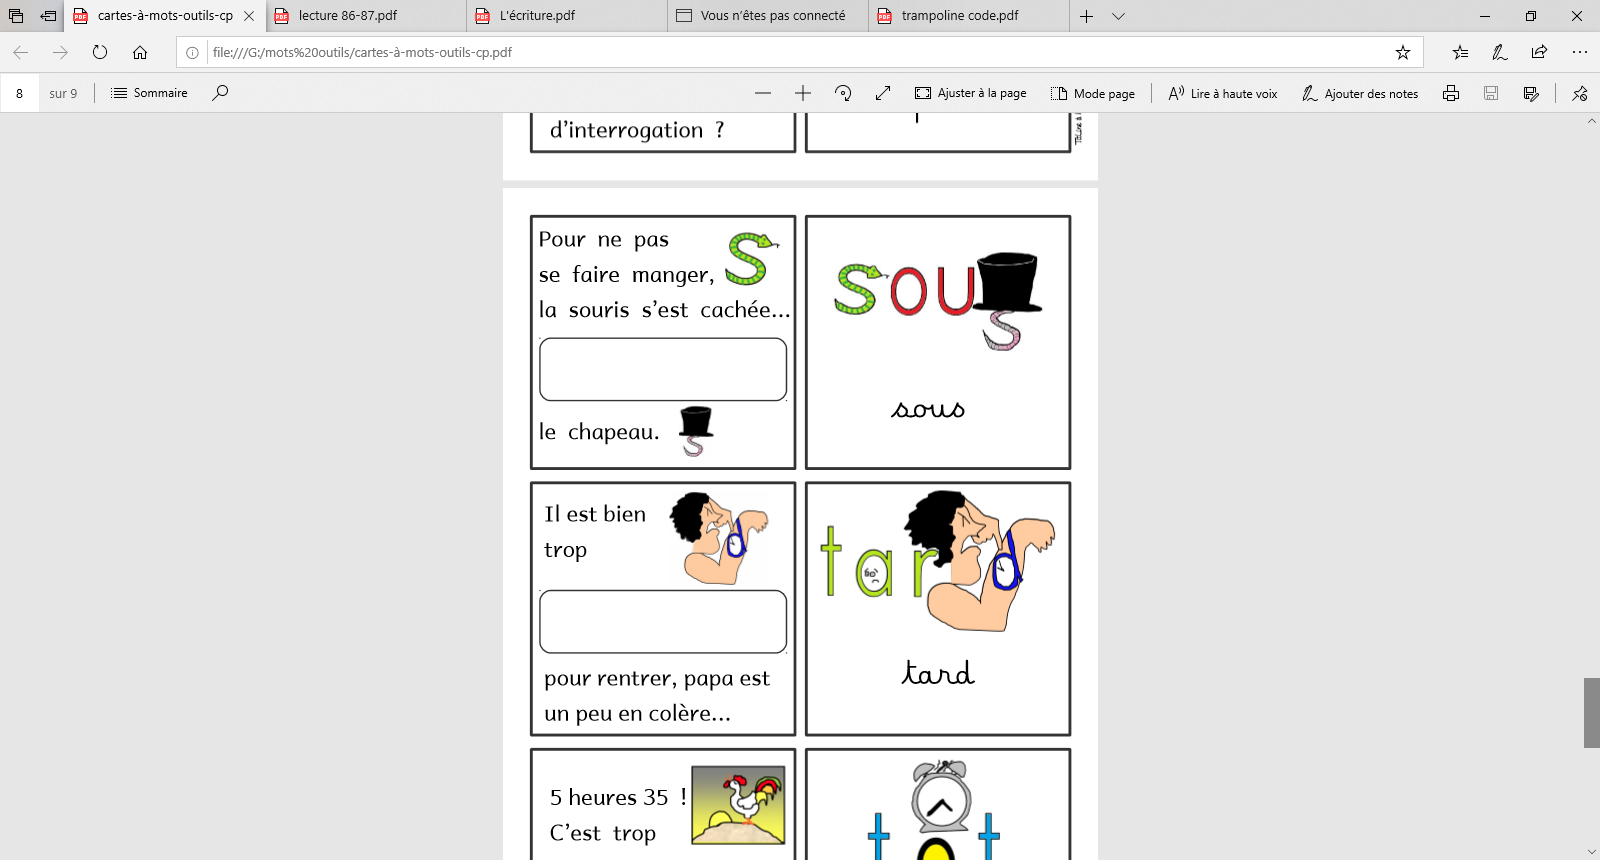 cartes-à-mots-outils-cp
lecture 86-87.pdf
L'écriture.pdf
Vous n'êtes pas connecté
trampoline code.pdf
file:///G:/mots%20outils/cartes-à-mots-outils-cp.pdf
8 sur 9
Sommaire
Ajuster à la page
Mode page
Lire à haute voix
Ajouter des notes
d’interrogation ?
Pour ne pas
se faire manger,
la souris s’est cachée...
le chapeau.
sous
sous
Il est bien
trop
pour rentrer, papa est
un peu en colère...
tard
tard
5 heures 35 !
C’est trop
t t